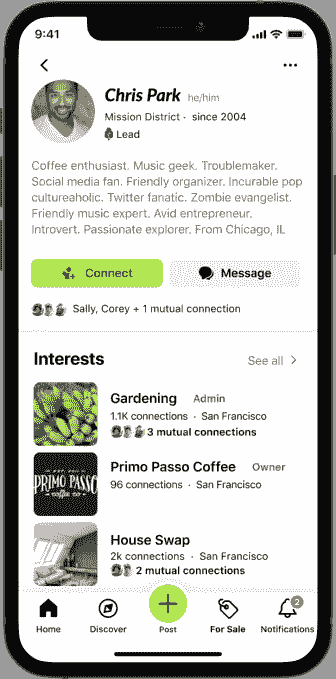 9:41
Chris Park he/him
Mission District · since 2004
Lead
Coffee enthusiast. Music geek. Troublemaker.
Social media fan. Friendly organizer. Incurable pop
cultureaholic. Twitter fanatic. Zombie evangelist.
Friendly music expert. Avid entrepreneur.
Introvert. Passionate explorer. From Chicago, IL
Connect Message
Sally, Corey + 1 mutual connection
Interests See all
Gardening Admin
1.1K connections · San Francisco
3 mutual connections
PRIMO PASSO
coffee co
Primo Passo Coffee Owner
96 connections · San Francisco
House Swap
2k connections · San Francisco
2 mutual connections
2
Home Discover Post For Sale Notifications